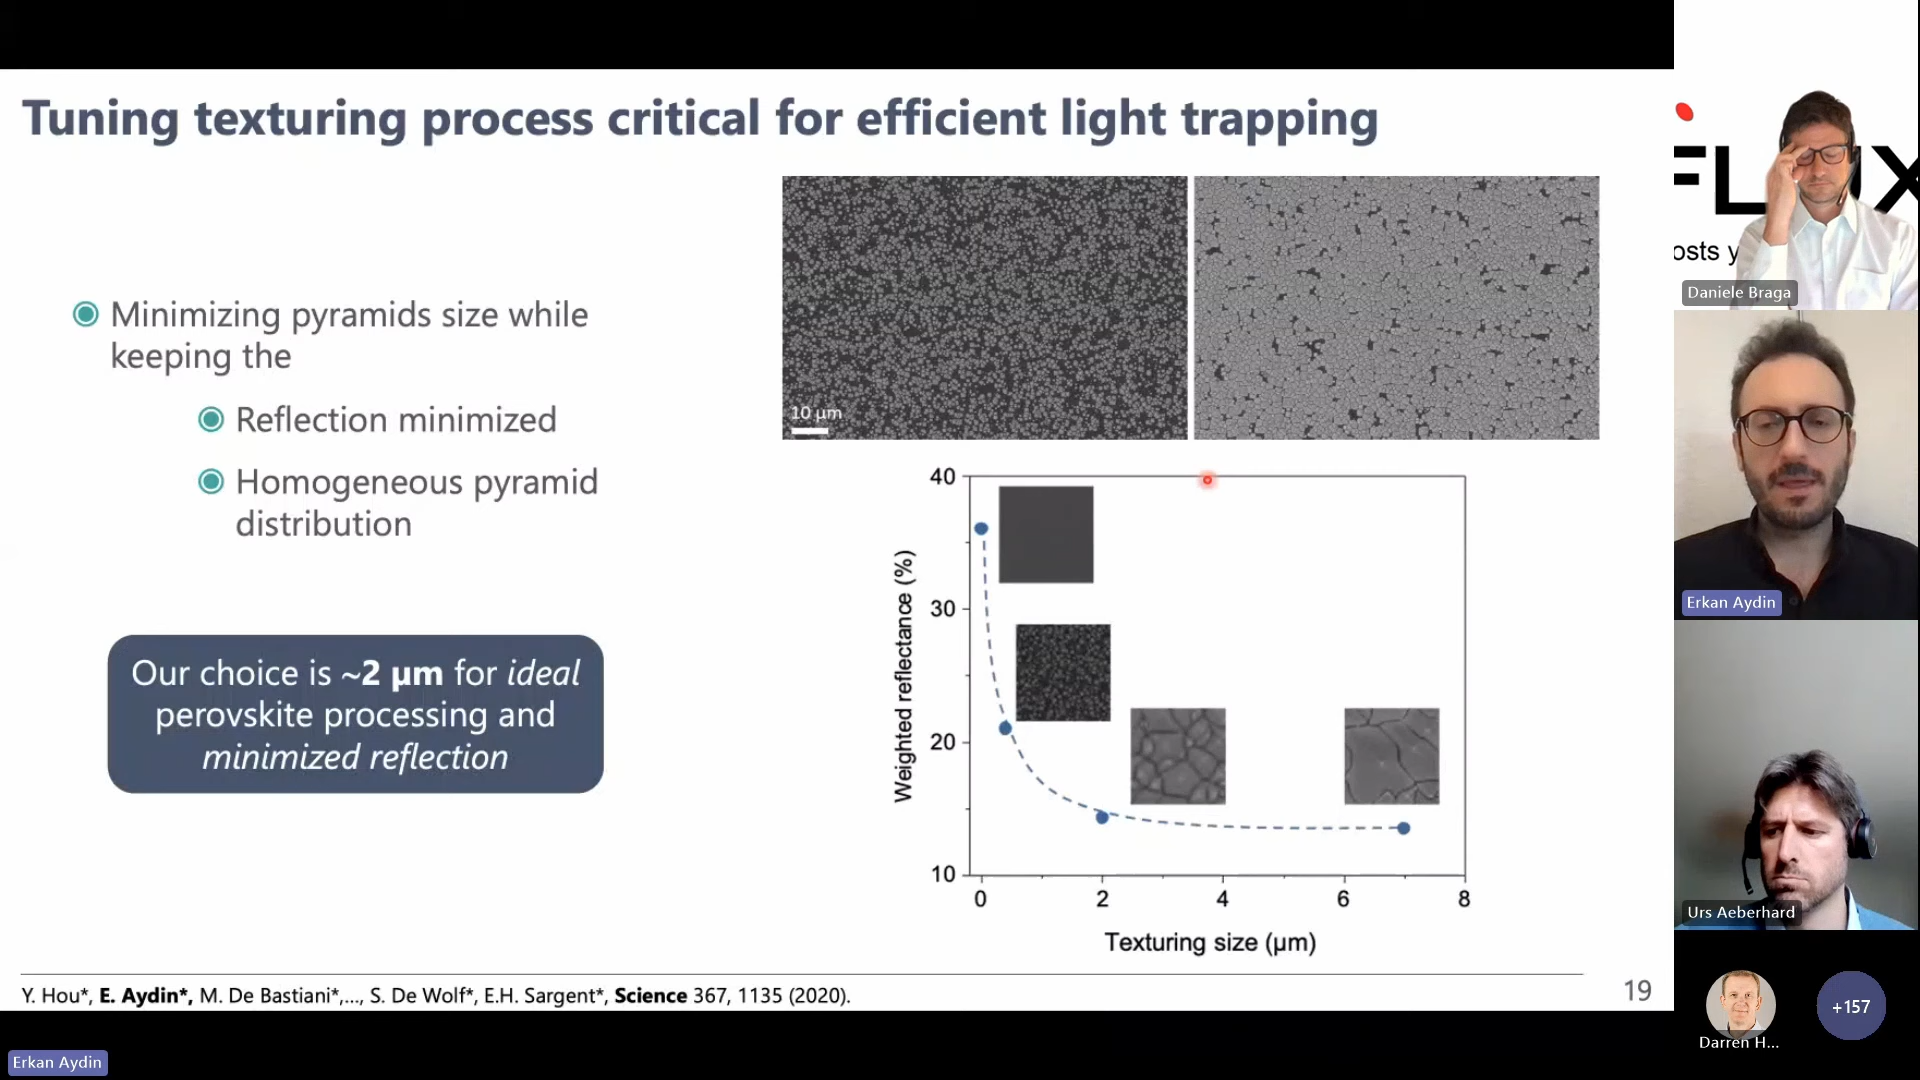 Tuning texturing process critical for efficient light trapping
Minimizing pyramids size while
keeping the
Reflection minimized
Homogeneous pyramid
distribution
Our choice is ~2 μm for ideal
perovskite processing and
minimized reflection
10 μm
40
30
20
10
Weighted reflectance (%)
0
2
4
6
8
Texturing size (μm)
Y. Hou*, E. Aydin*, M. De Bastiani*,..., S. De Wolf*, E.H. Sargent*, Science 367, 1135 (2020).
19
Erkan Aydin
osts y
Daniele Braga
Erkan Aydin
Urs Aeberhard
Darren H...
+157